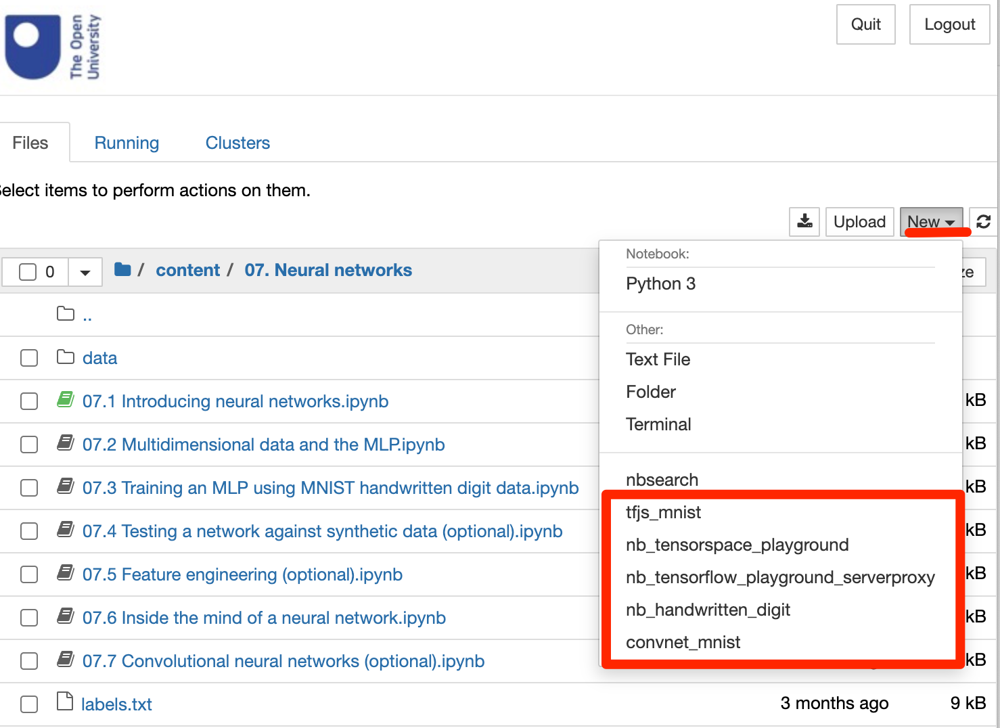 The Open
University
Quit
Logout
Files
Running
Clusters
elect items to perform actions on them.
Upload
New
0
/ content / 07. Neural networks
ze
Notebook:
Python 3
Other:
Text File
Folder
Terminal
nbsearch
tfjs_mnist
nb_tensorspace_playground
nb_tensorflow_playground_serverproxy
nb_handwritten_digit
convnet_mnist
..
data
07.1 Introducing neural networks.ipynb
kB
07.2 Multidimensional data and the MLP.ipynb
kB
07.3 Training an MLP using MNIST handwritten digit data.ipynb
kB
07.4 Testing a network against synthetic data (optional).ipynb
kB
07.5 Feature engineering (optional).ipynb
kB
07.6 Inside the mind of a neural network.ipynb
kB
07.7 Convolutional neural networks (optional).ipynb
kB
labels.txt
3 months ago
9 kB